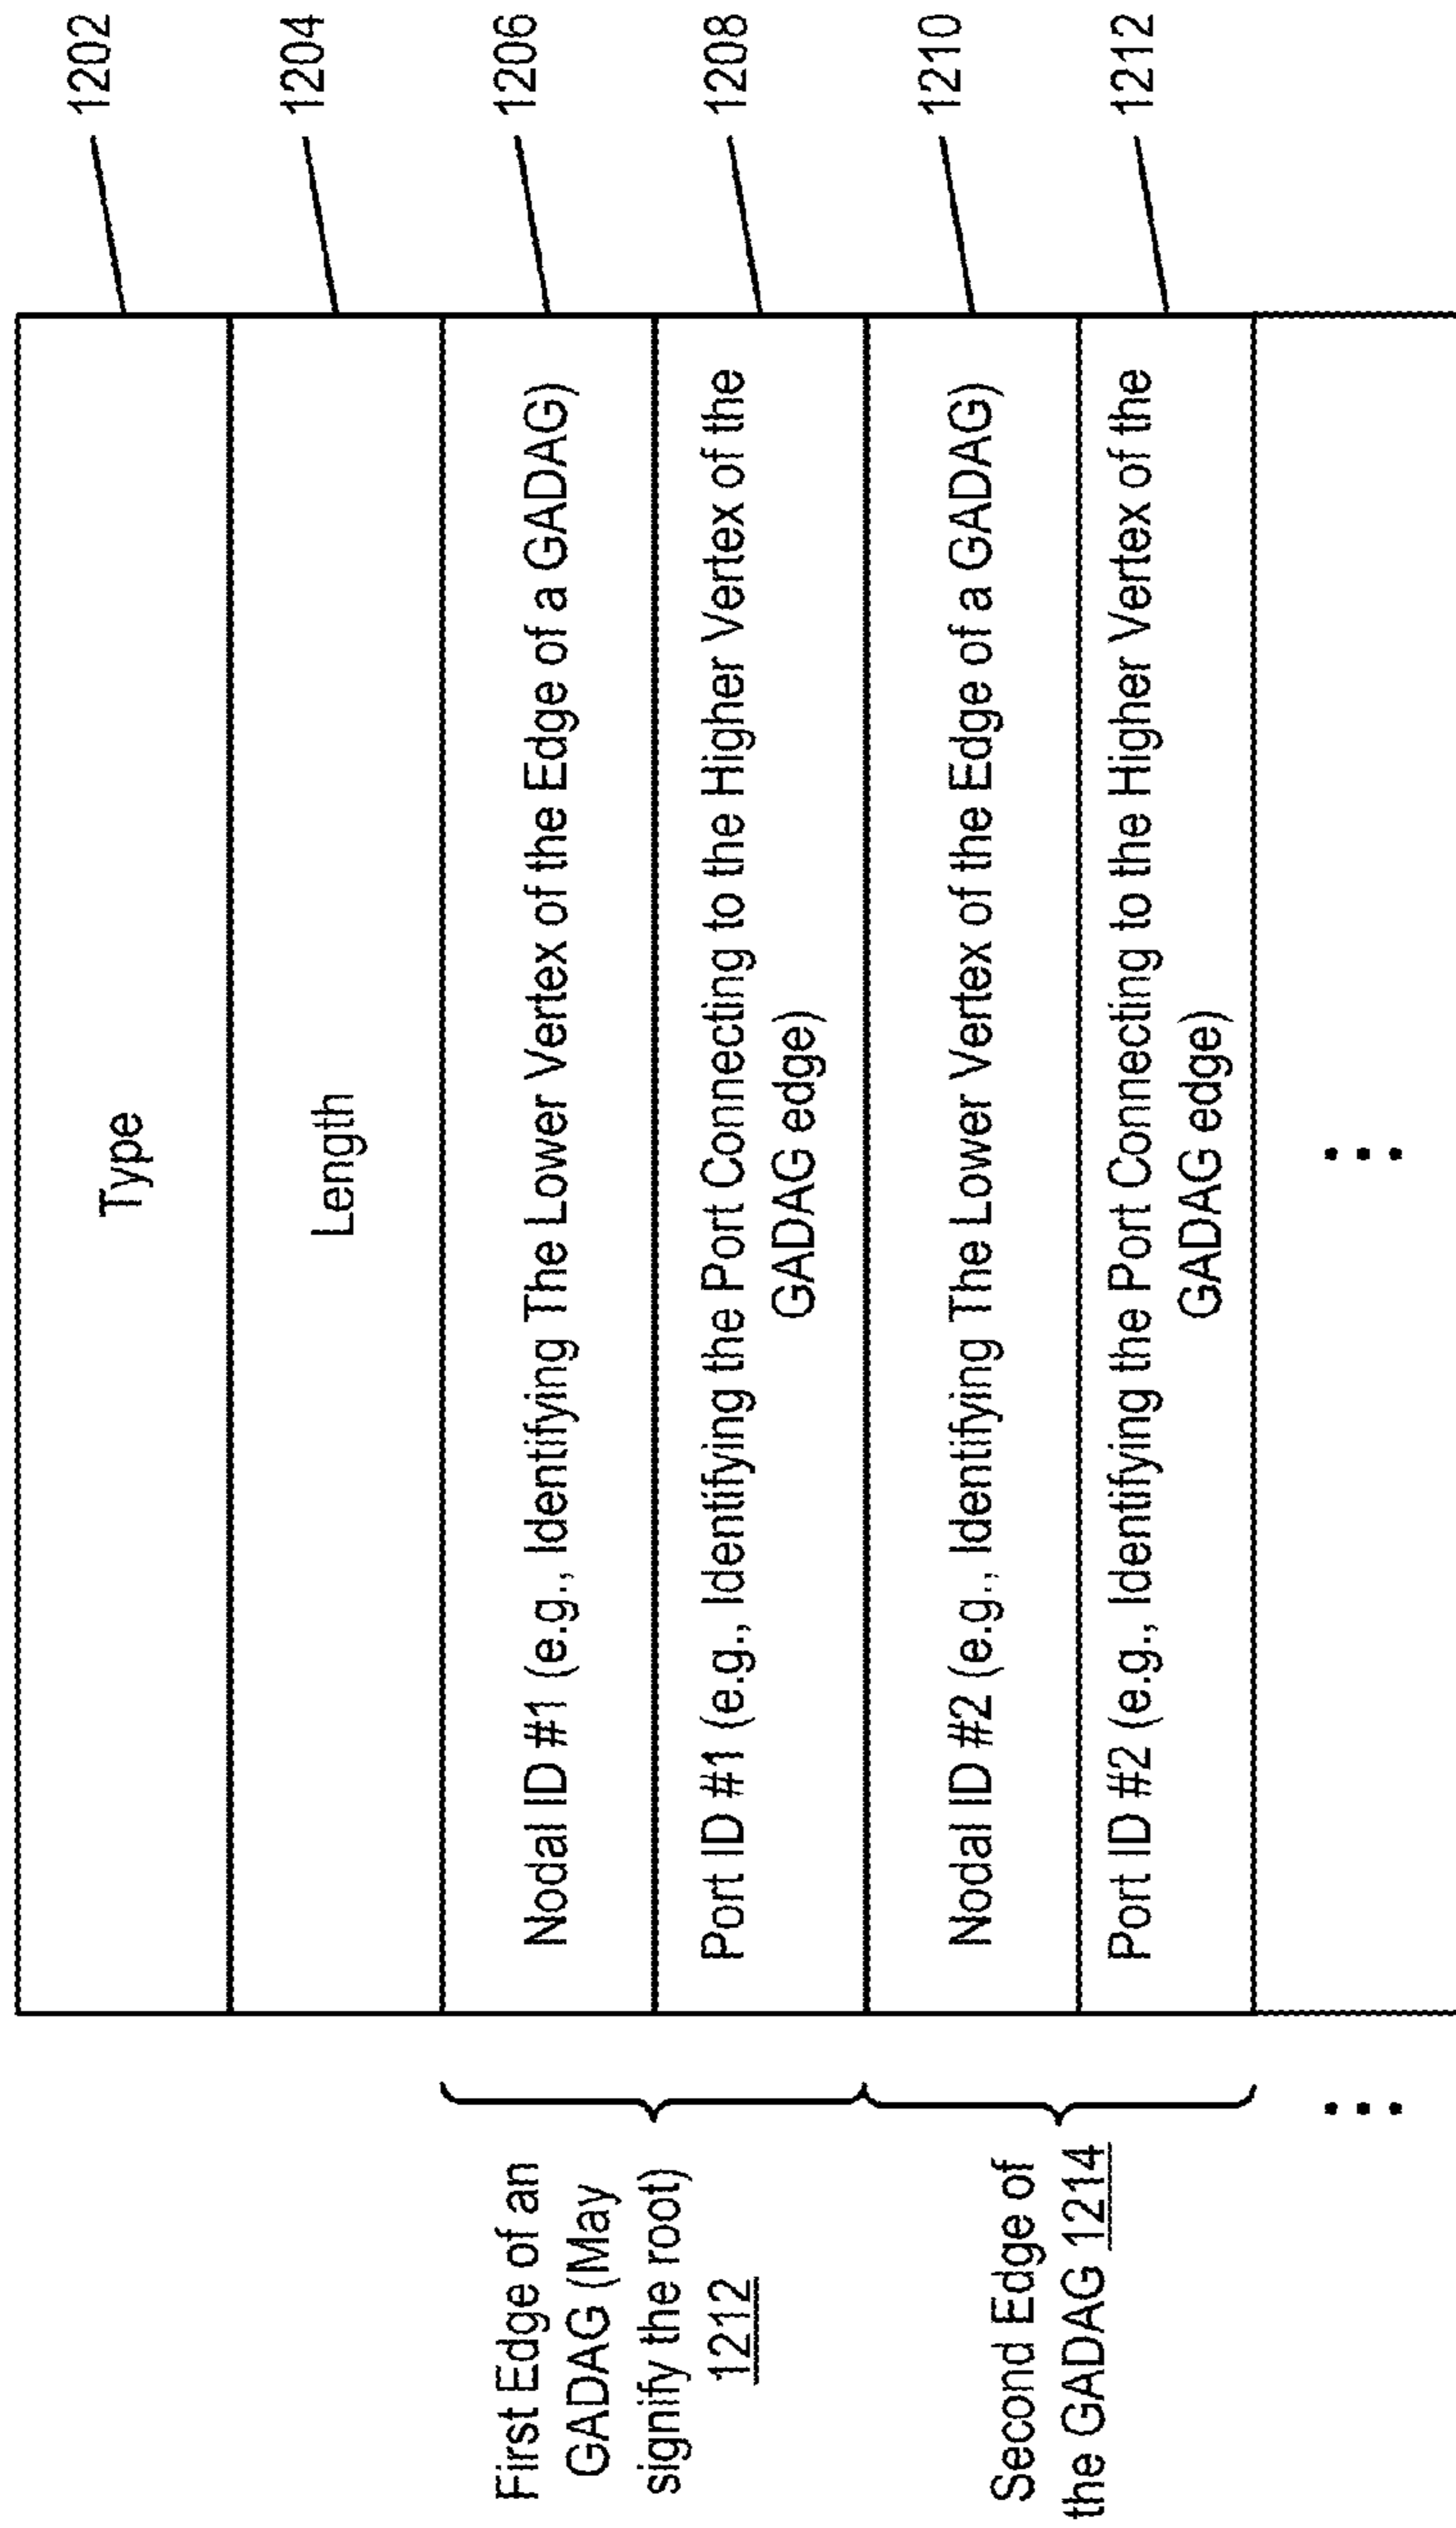 Type
1202
Length
1204
First Edge of an
GADAG (May
signify the root)
1212
Nodal ID #1 (e.g., Identifying The Lower Vertex of the Edge of a GADAG)
1206
Port ID #1 (e.g., Identifying the Port Connecting to the Higher Vertex of the
GADAG edge)
1208
Second Edge of
the GADAG 1214
Nodal ID #2 (e.g., Identifying The Lower Vertex of the Edge of a GADAG)
1210
Port ID #2 (e.g., Identifying the Port Connecting to the Higher Vertex of the
GADAG edge)
1212